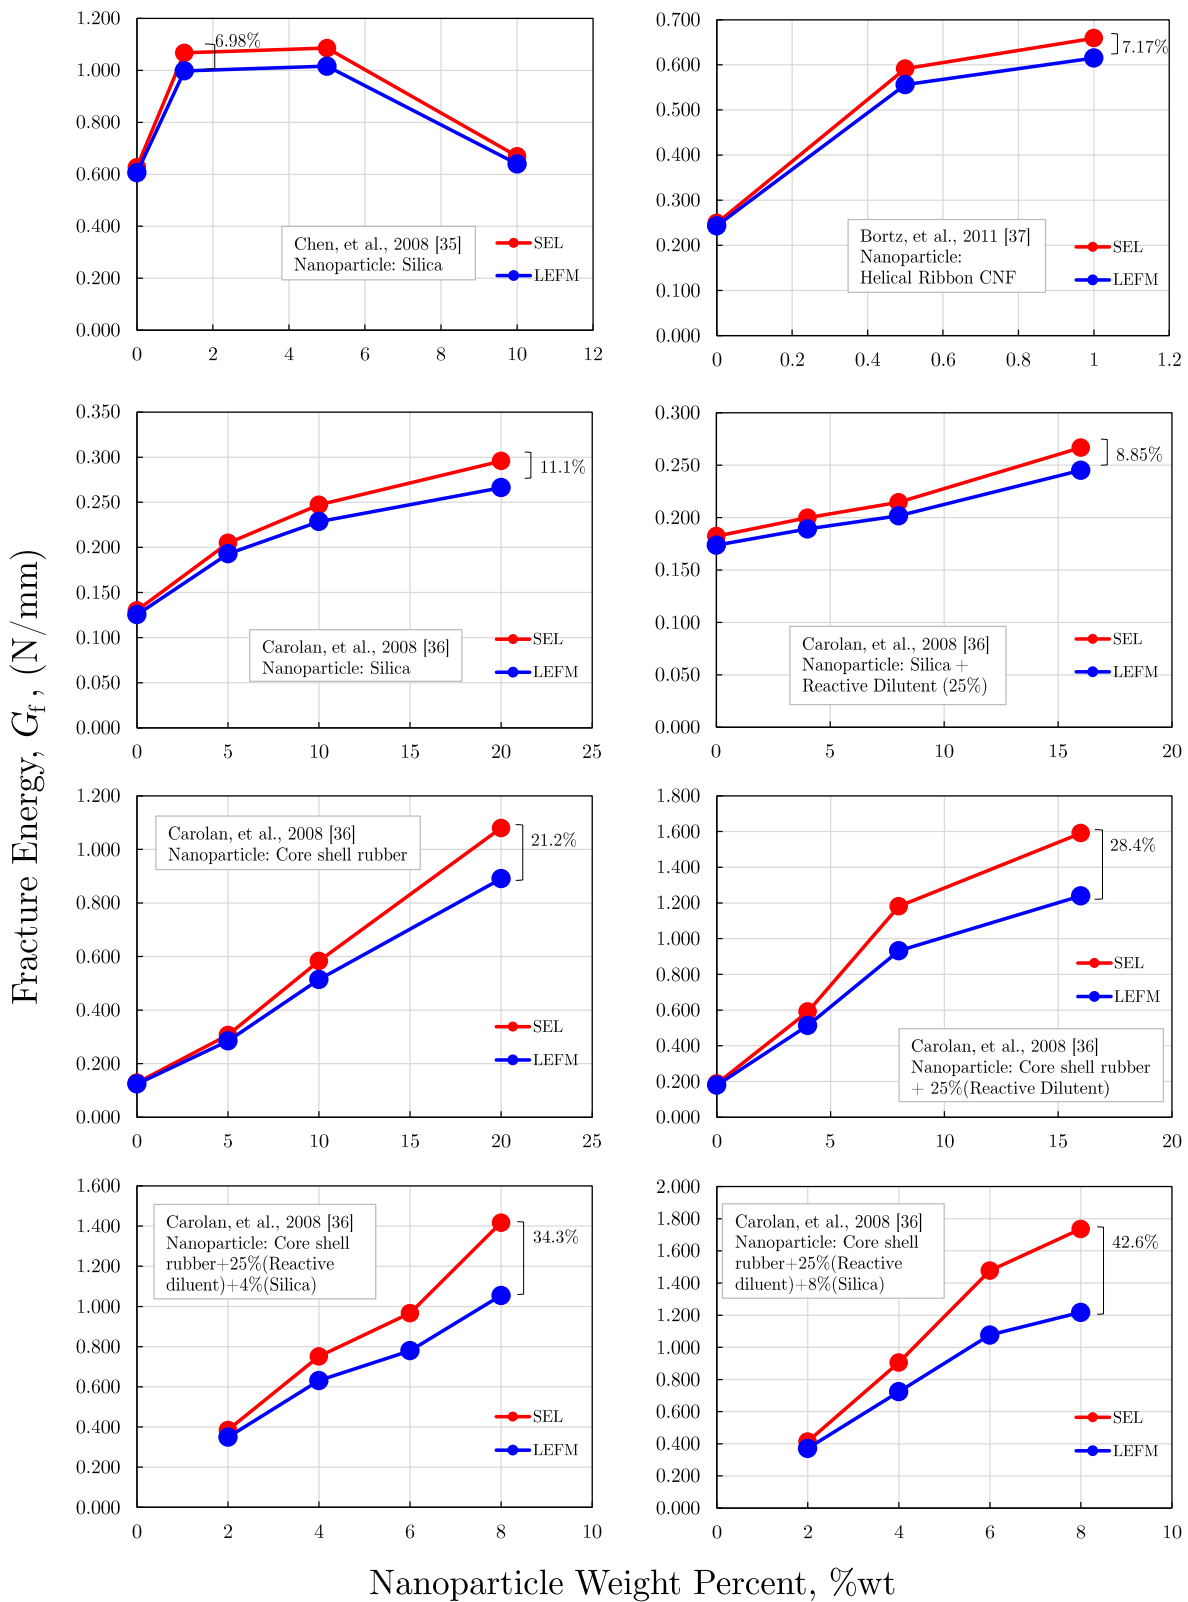 Fracture Energy, Gf, (N/mm)
1.200
1.000
0.800
0.600
0.400
0.200
0.000
0 2 4 6 8 10 12
6.98%
Chen, et al., 2008 [35]
Nanoparticle: Silica
SEL
LEFM
0.700
0.600
0.500
0.400
0.300
0.200
0.100
0.000
0 0.2 0.4 0.6 0.8 1 1.2
7.17%
Bortz, et al., 2011 [37]
Nanoparticle:
Helical Ribbon CNF
SEL
LEFM
0.350
0.300
0.250
0.200
0.150
0.100
0.050
0.000
0 5 10 15 20 25
11.1%
Carolan, et al., 2008 [36]
Nanoparticle: Silica
SEL
LEFM
0.300
0.250
0.200
0.150
0.100
0.050
0.000
0 5 10 15 20
8.85%
Carolan, et al., 2008 [36]
Nanoparticle: Silica +
Reactive Dilutent (25%)
SEL
LEFM
1.200
1.000
0.800
0.600
0.400
0.200
0.000
0 5 10 15 20 25
21.2%
Carolan, et al., 2008 [36]
Nanoparticle: Core shell rubber
SEL
LEFM
1.800
1.600
1.400
1.200
1.000
0.800
0.600
0.400
0.200
0.000
0 5 10 15 20
28.4%
SEL
LEFM
Carolan, et al., 2008 [36]
Nanoparticle: Core shell rubber
+ 25%(Reactive Dilutent)
1.600
1.400
1.200
1.000
0.800
0.600
0.400
0.200
0.000
0 2 4 6 8 10
34.3%
Carolan, et al., 2008 [36]
Nanoparticle: Core shell
rubber+25%(Reactive
diluent)+4%(Silica)
SEL
LEFM
2.000
1.800
1.600
1.400
1.200
1.000
0.800
0.600
0.400
0.200
0.000
0 2 4 6 8 10
42.6%
Carolan, et al., 2008 [36]
Nanoparticle: Core shell
rubber+25%(Reactive
diluent)+8%(Silica)
SEL
LEFM
Nanoparticle Weight Percent, %wt